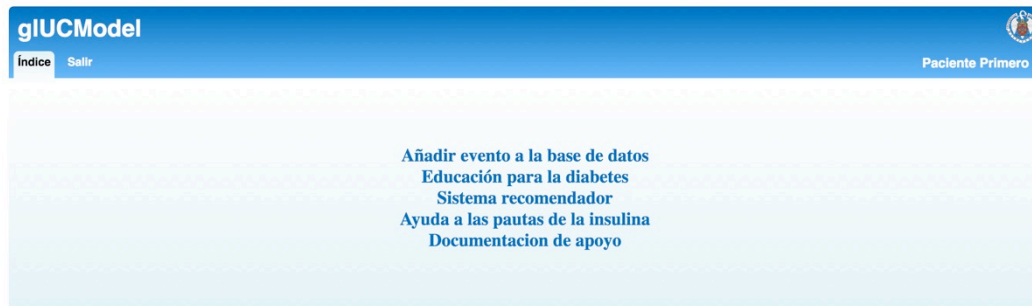 glUCModel
Índice Salir
Paciente Primero
Añadir evento a la base de datos
Educación para la diabetes
Sistema recomendador
Ayuda a las pautas de la insulina
Documentacion de apoyo